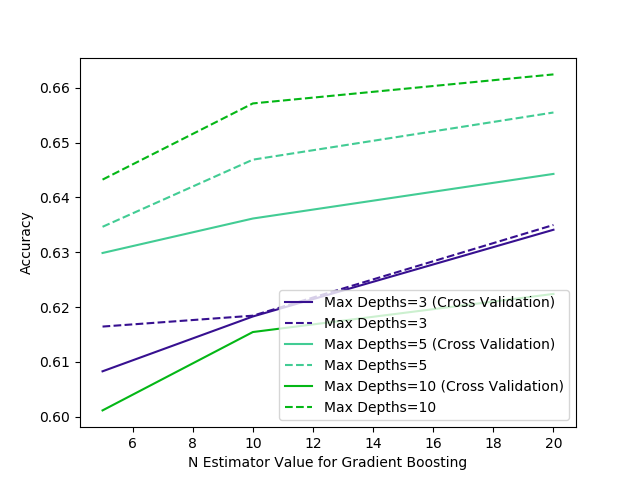 0.66
0.65
0.64
0.63
0.62
0.61
0.60
Accuracy
Max Depths=3 (Cross Validation)
Max Depths=3
Max Depths=5 (Cross Validation)
Max Depths=5
Max Depths=10 (Cross Validation)
Max Depths=10
6 8 10 12 14 16 18 20
N Estimator Value for Gradient Boosting